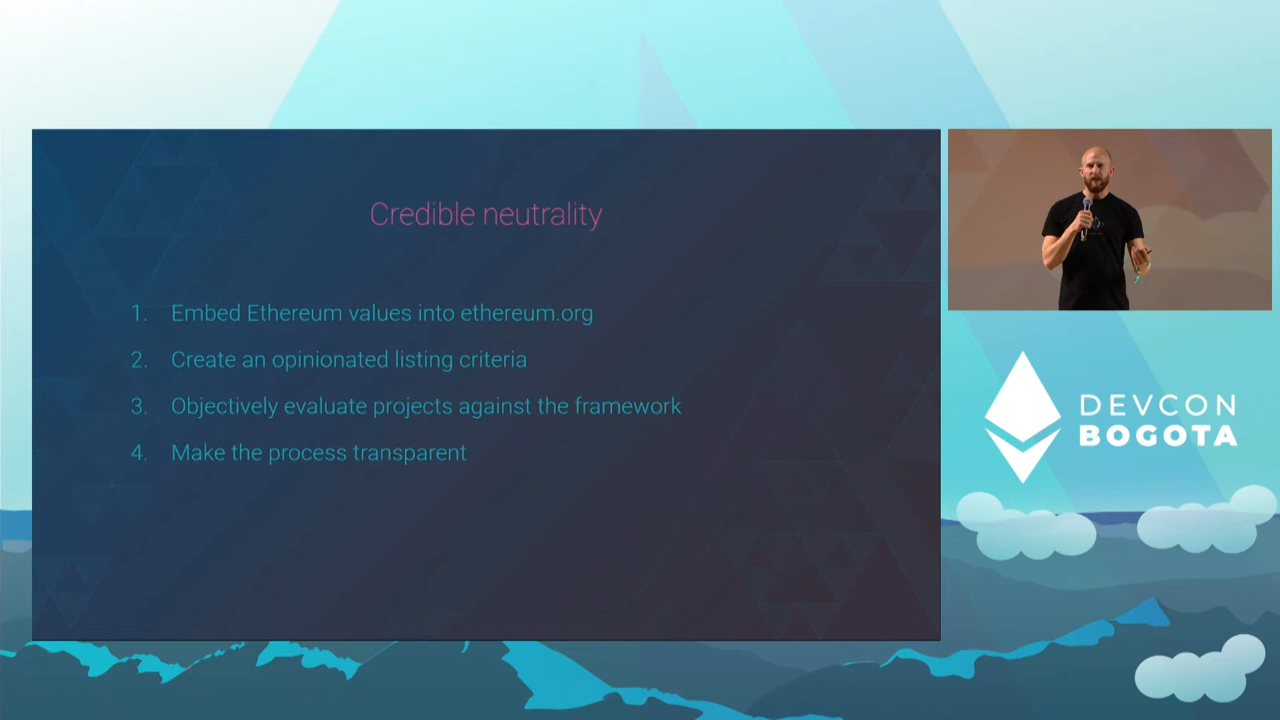 Credible neutrality
1. Embed Ethereum values into ethereum.org
2. Create an opinionated listing criteria
3. Objectively evaluate projects against the framework
4. Make the process transparent
DEVCON
BOGOTA